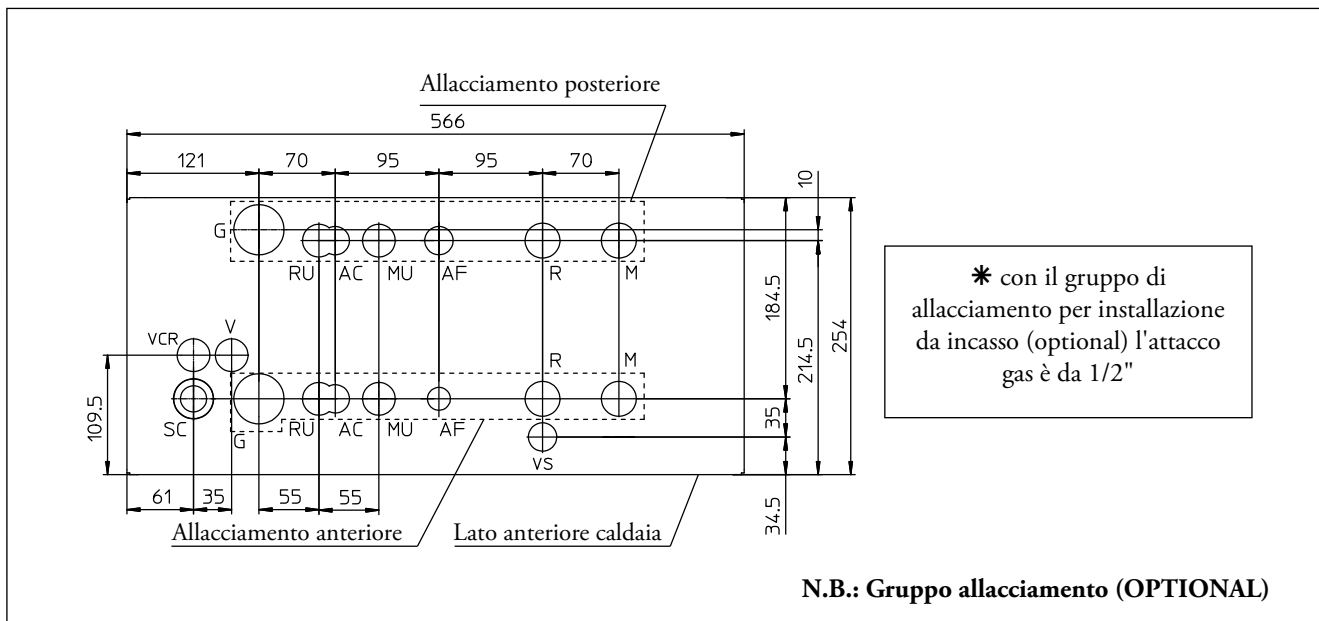 Allacciamento posteriore
566
121 70 95 95 70 10
G
RU AC MU AF R M
184.5
214.5
254
VCR V
R M
109.5
35
SC G RU AC MU AF
VS
61 35 55 55
34.5
Allacciamento anteriore Lato anteriore caldaia
✱ con il gruppo di
allacciamento per installazione
da incasso (optional) l'attacco
gas è da 1/2"
N.B.: Gruppo allacciamento (OPTIONAL)